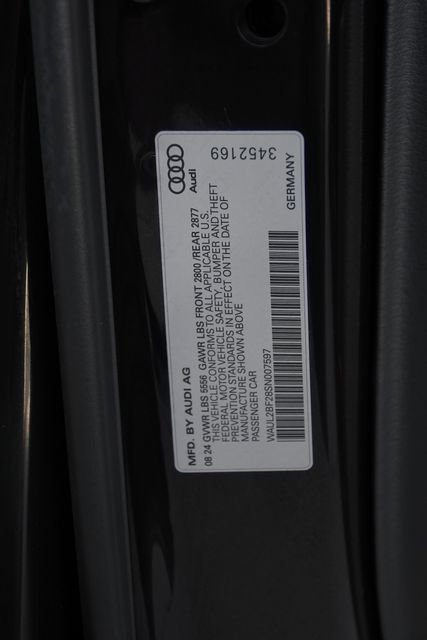 MFD. BY AUDI AG
08 24 GVWR LBS 5556 GAWR LBS FRONT 2800 /REAR 2877
THIS VEHICLE CONFORMS TO ALL APPLICABLE U.S.
FEDERAL MOTOR VEHICLE SAFETY, BUMPER AND THEFT
PREVENTION STANDARDS IN EFFECT ON THE DATE OF
MANUFACTURE SHOWN ABOVE
PASSENGER CAR
WAUL2BF28SN007597
GERMANY
Audi
3452169